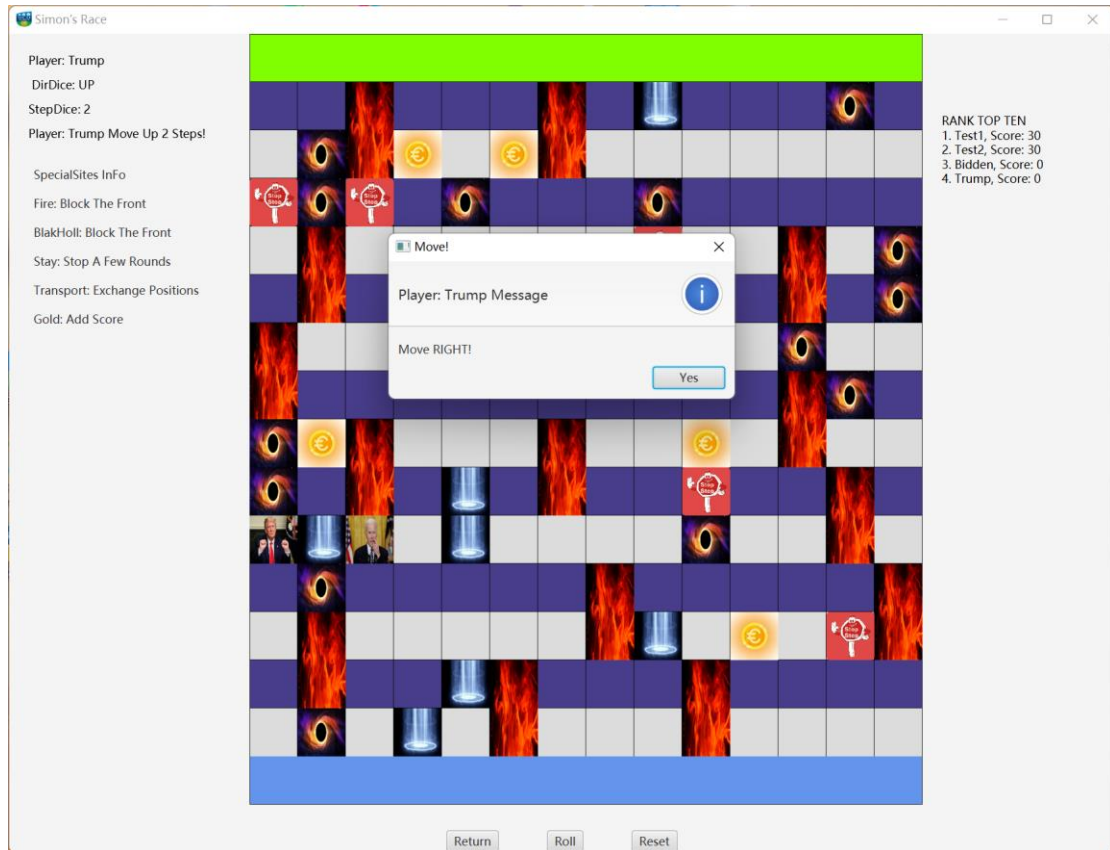 Simon's Race
Player: Trump
DirDice: UP
StepDice: 2
Player: Trump Move Up 2 Steps!
SpecialSites InFo
Fire: Block The Front
BlakHoll: Block The Front
Stay: Stop A Few Rounds
Transport: Exchange Positions
Gold: Add Score
RANK TOP TEN
1. Test1, Score: 30
2. Test2, Score: 30
3. Bidden, Score: 0
4. Trump, Score: 0
Move!
Player: Trump Message
Move RIGHT!
Yes
Return
Roll
Reset